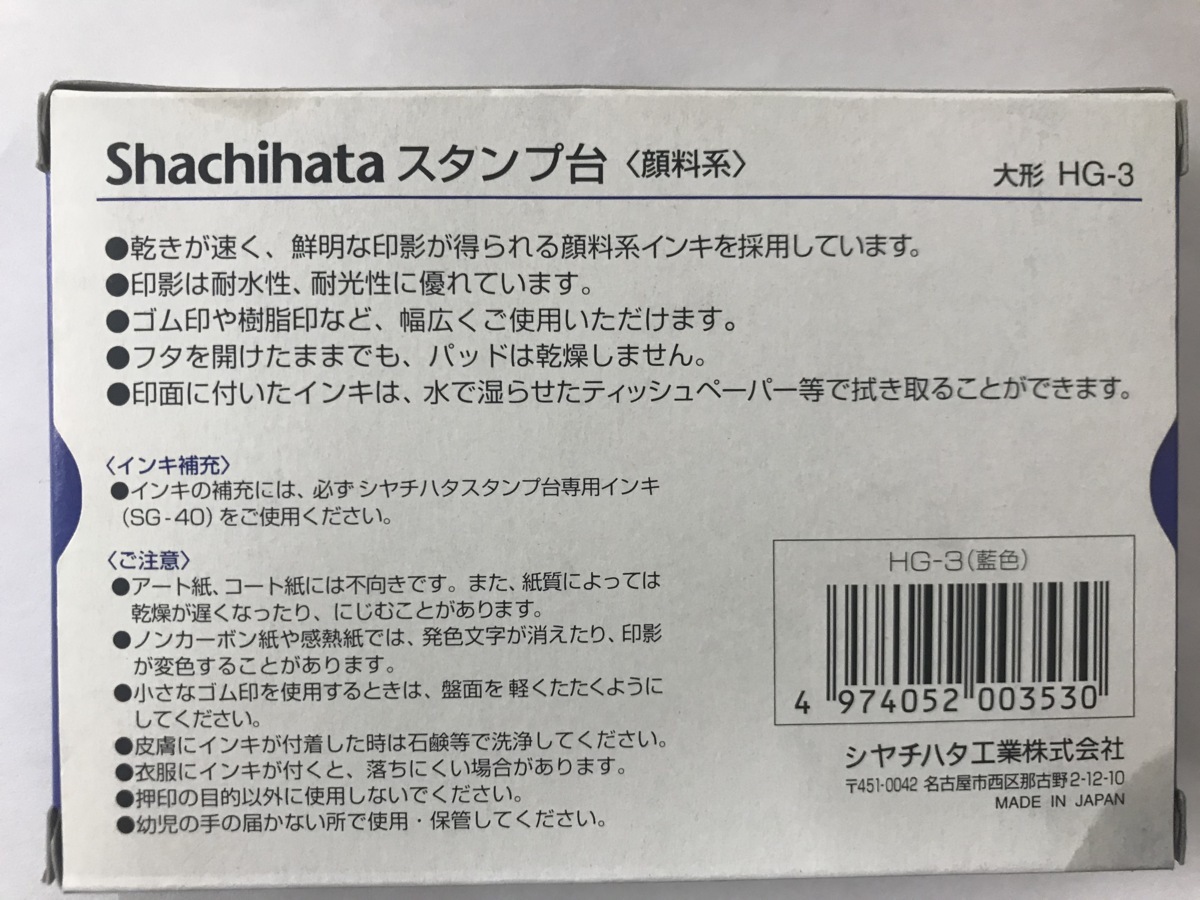 Shachihata スタンプ台〈顔料系〉 大形 HG-3
●乾きが速く、鮮明な印影が得られる顔料系インキを採用しています。
●印影は耐水性、耐光性に優れています。
●ゴム印や樹脂印など、幅広くご使用いただけます。
●フタを開けたままでも、パッドは乾燥しません。
●印面に付いたインキは、水で湿らせたティッシュペーパー等で拭き取ることができます。
〈インキ補充〉
●インキの補充には、必ずシヤチハタスタンプ台専用インキ
(SG-40)をご使用ください。
〈ご注意〉
●アート紙、コート紙には不向きです。また、紙質によっては
乾燥が遅くなったり、にじむことがあります。
●ノンカーボン紙や感熱紙では、発色文字が消えたり、印影
が変色することがあります。
●小さなゴム印を使用するときは、盤面を 軽くたたくように
してください。
●皮膚にインキが付着した時は石鹸等で洗浄してください。
●衣服にインキが付くと、落ちにくい場合があります。
●押印の目的以外に使用しないでください。
●幼児の手の届かない所で使用・保管してください。
HG-3(藍色)
4 974052 003530
シヤチハタ工業株式会社
〒451-0042 名古屋市西区那古野2-12-10
MADE IN JAPAN